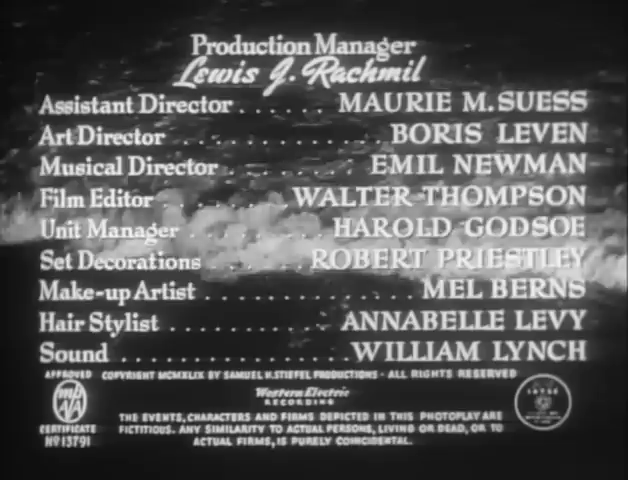 Production Manager
Lewis J. Rachmil
Assistant Director . . . . . . MAURIE M. SUESS
Art Director . . . . . . . . . . . . . BORIS LEVEN
Musical Director . . . . . . . . EMIL NEWMAN
Film Editor . . . . . . . WALTER THOMPSON
Unit Manager . . . . . . . HAROLD GODSOE
Set Decorations . . . . . . ROBERT PRIESTLEY
Make-up Artist . . . . . . . . . . . . MEL BERNS
Hair Stylist . . . . . . . . . ANNABELLE LEVY
Sound . . . . . . . . . . . . . WILLIAM LYNCH
APPROVED COPYRIGHT MCMXLIX BY SAMUEL H. STIEFEL PRODUCTIONS - ALL RIGHTS RESERVED
Western Electric
RECORDING
THE EVENTS, CHARACTERS AND FIRMS DEPICTED IN THIS PHOTOPLAY ARE
FICTITIOUS. ANY SIMILARITY TO ACTUAL PERSONS, LIVING OR DEAD, OR TO
ACTUAL FIRMS, IS PURELY COINCIDENTAL.
CERTIFICATE
Nº 13791
IATSE